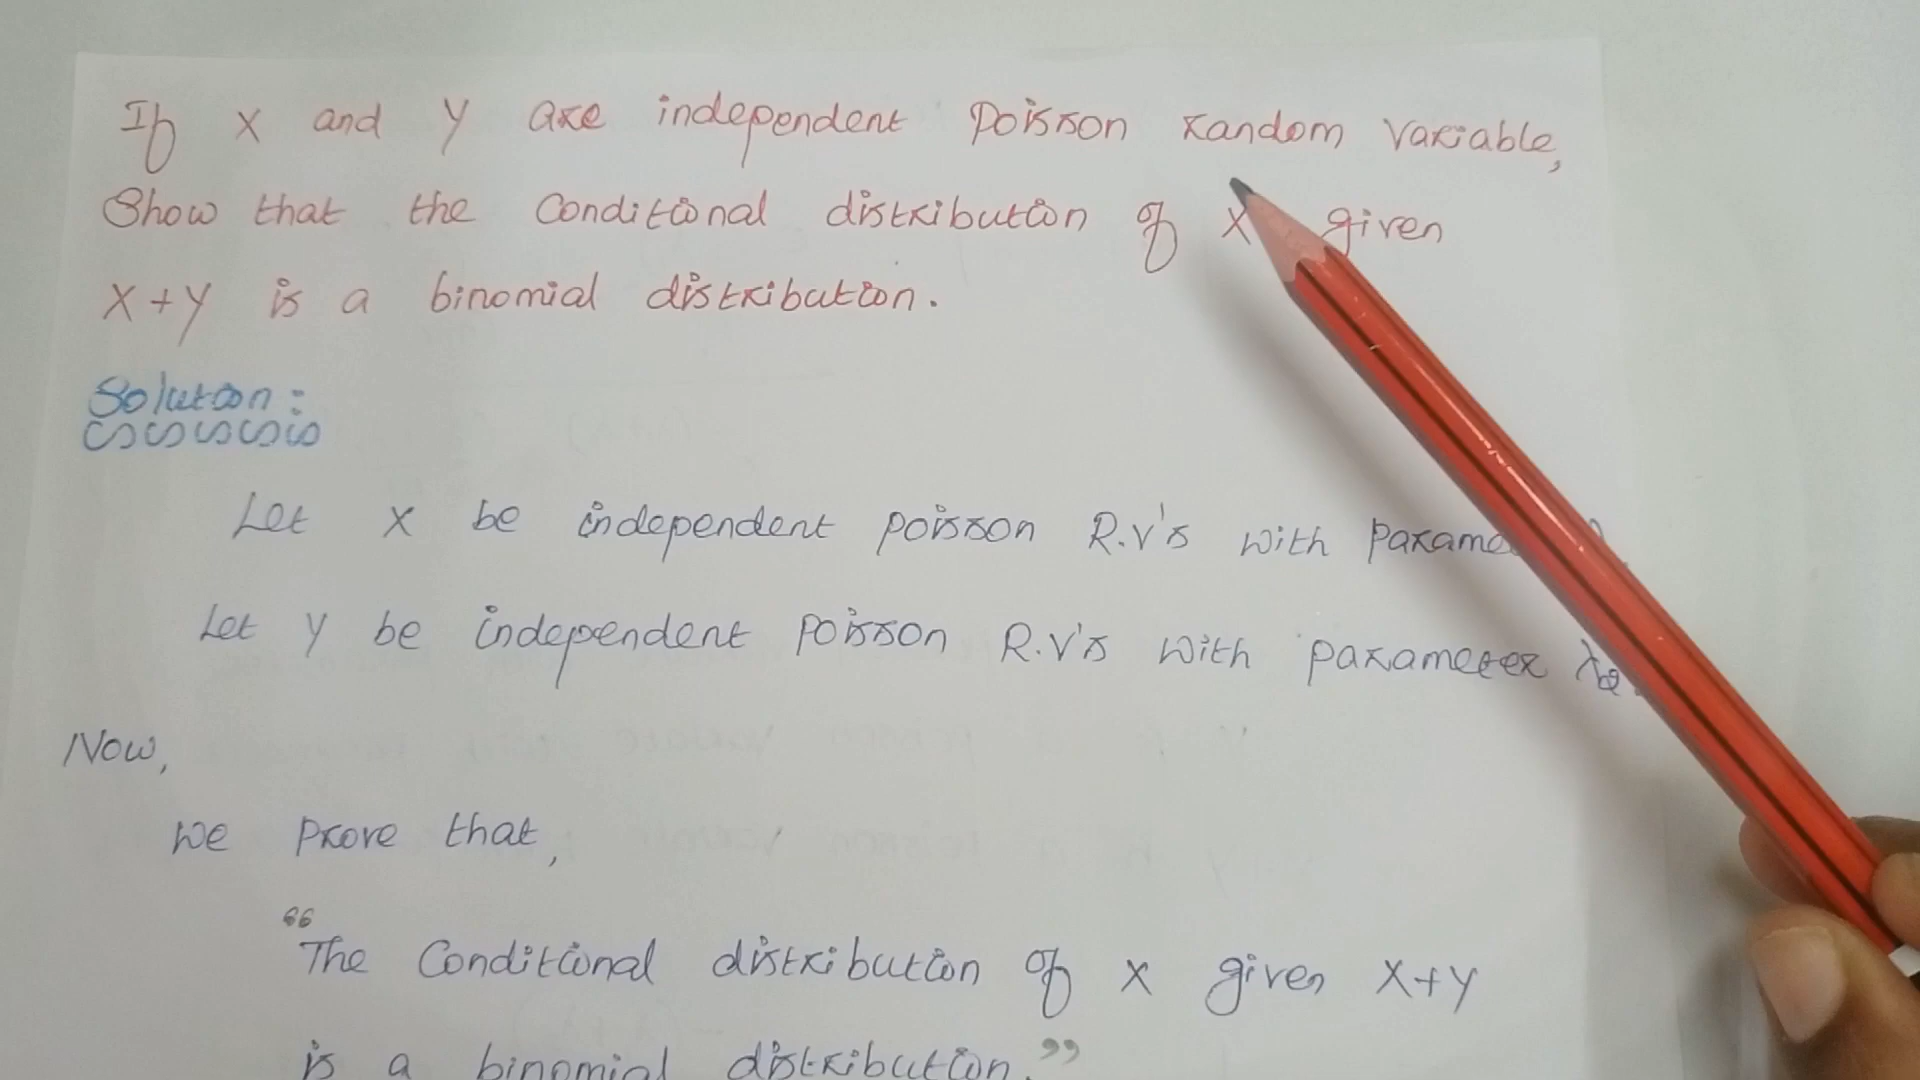 If X and Y are independent Poisson random variable,
Show that the Conditional distribution of X given
X+Y is a binomial distribution.
Solution:
Let X be independent poisson R.V's with
Let Y be independent poisson R.V's with parameter λ2.
Now,
We Prove that,
"The Conditional distribution of X given X+Y
is a binomial distribution."